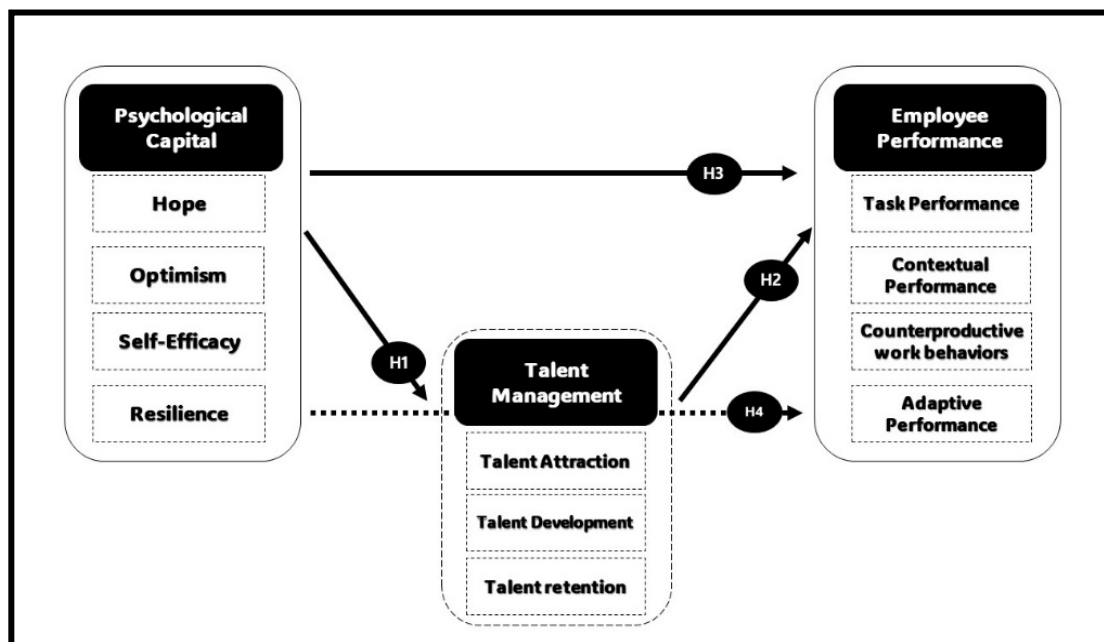 Psychological
Capital
Hope
Optimism
Self-Efficacy
Resilience
H3
H1
H2
H4
Talent
Management
Talent Attraction
Talent Development
Talent retention
Employee
Performance
Task Performance
Contextual
Performance
Counterproductive
work behaviors
Adaptive
Performance